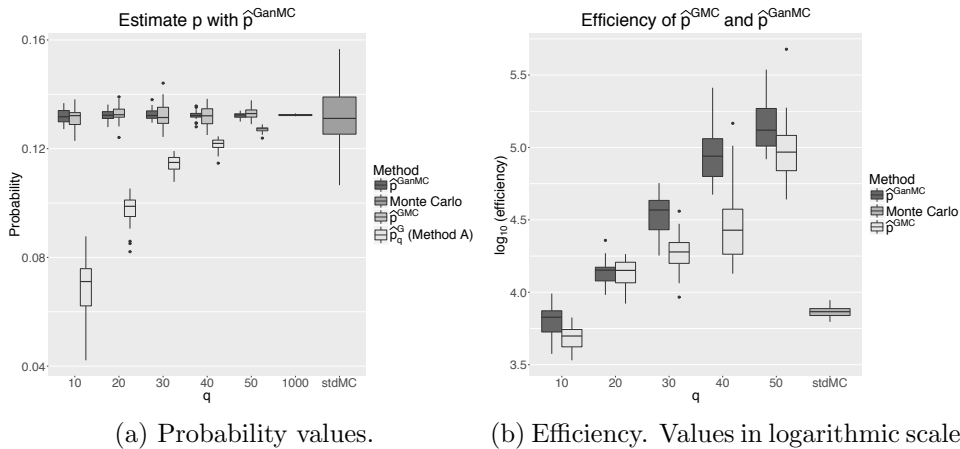 Estimate p with p̂^GanMC
Probability
0.16
0.12
0.08
0.04
10 20 30 40 50 1000 stdMC
q
Method
p̂^GanMC
Monte Carlo
p̂^GMC
p̂_q^G (Method A)
(a) Probability values.
Efficiency of p̂^GMC and p̂^GanMC
log₁₀ (efficiency)
5.5
5.0
4.5
4.0
3.5
10 20 30 40 50 stdMC
q
Method
p̂^GanMC
Monte Carlo
p̂^GMC
(b) Efficiency. Values in logarithmic scale